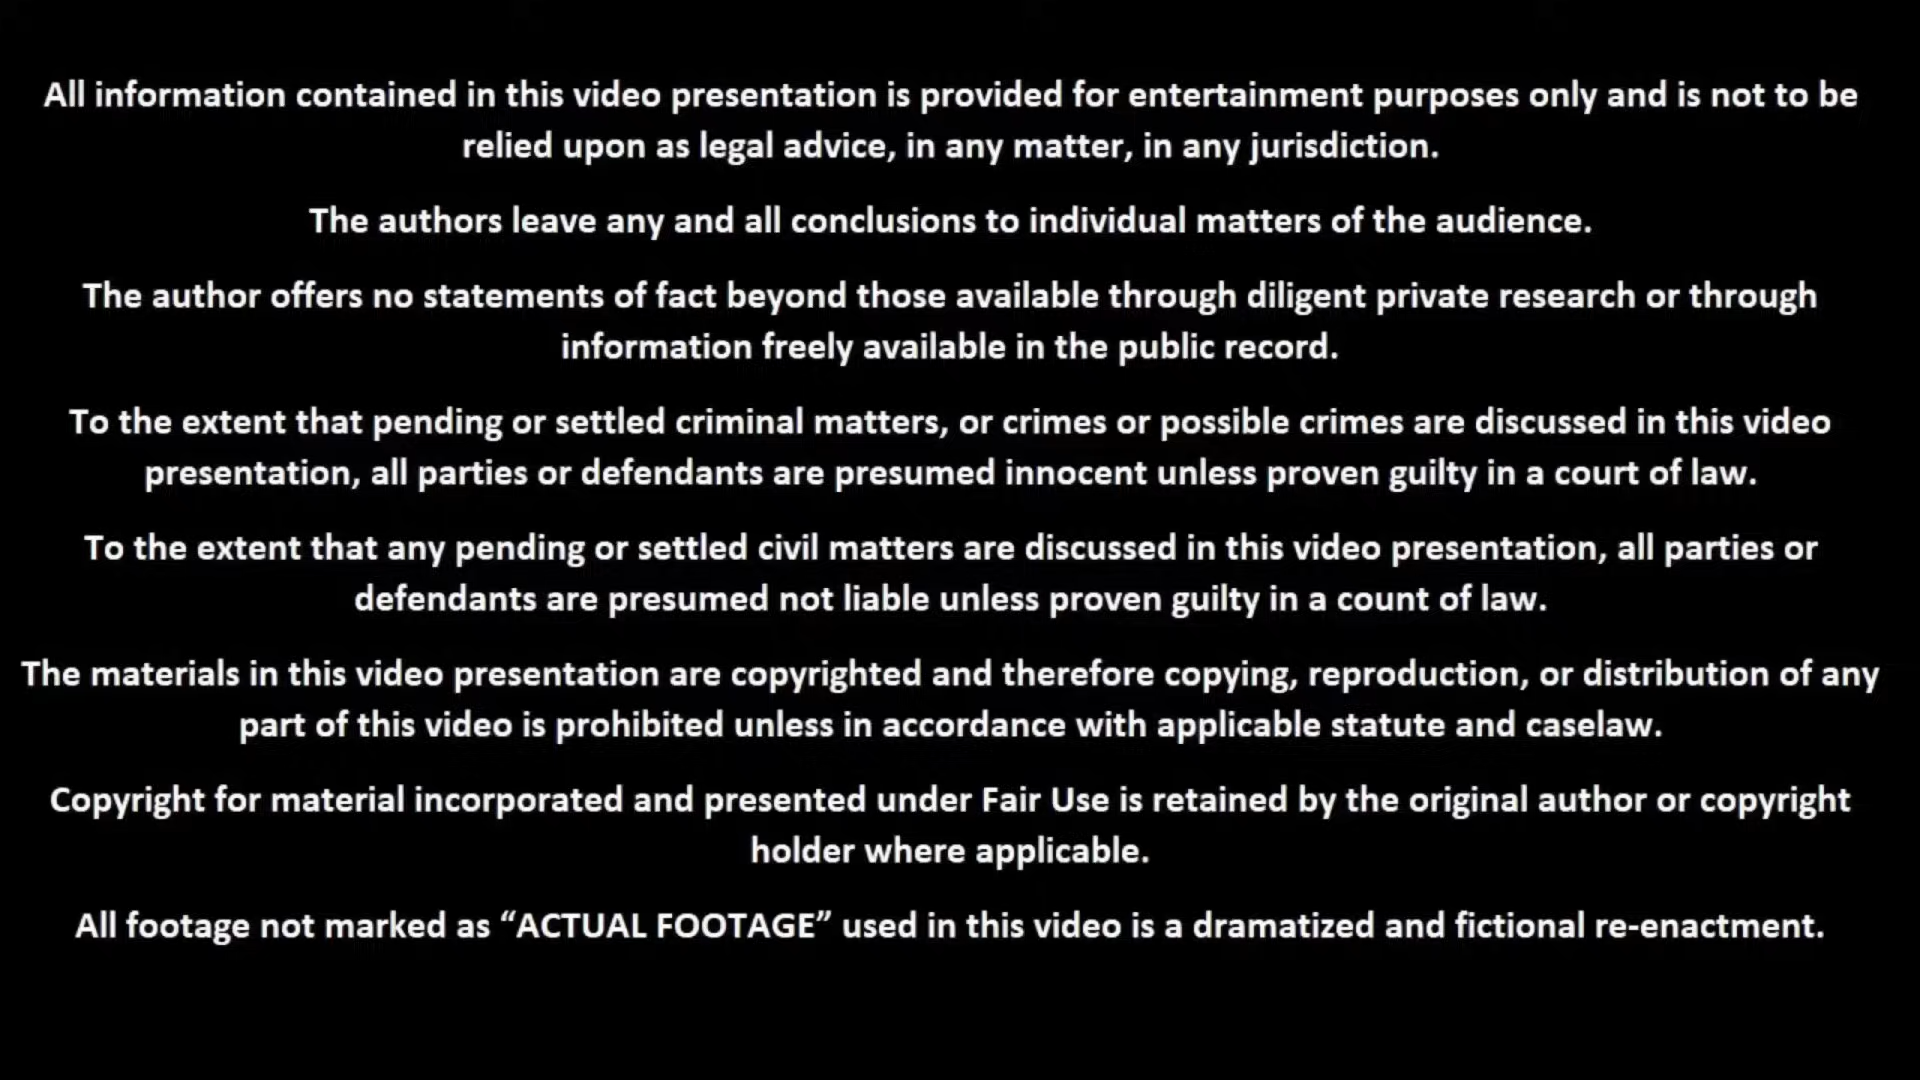 All information contained in this video presentation is provided for entertainment purposes only and is not to be
relied upon as legal advice, in any matter, in any jurisdiction.
The authors leave any and all conclusions to individual matters of the audience.
The author offers no statements of fact beyond those available through diligent private research or through
information freely available in the public record.
To the extent that pending or settled criminal matters, or crimes or possible crimes are discussed in this video
presentation, all parties or defendants are presumed innocent unless proven guilty in a court of law.
To the extent that any pending or settled civil matters are discussed in this video presentation, all parties or
defendants are presumed not liable unless proven guilty in a count of law.
The materials in this video presentation are copyrighted and therefore copying, reproduction, or distribution of any
part of this video is prohibited unless in accordance with applicable statute and caselaw.
Copyright for material incorporated and presented under Fair Use is retained by the original author or copyright
holder where applicable.
All footage not marked as “ACTUAL FOOTAGE” used in this video is a dramatized and fictional re-enactment.